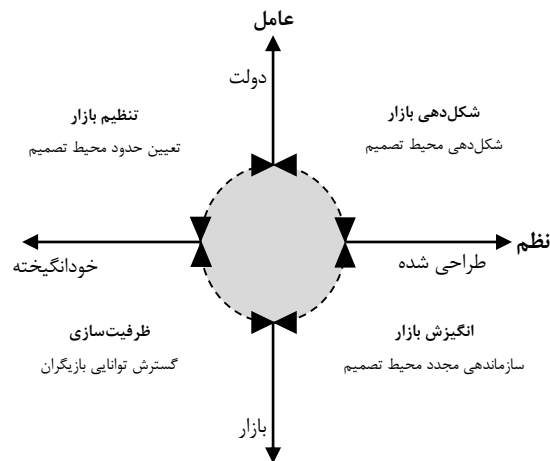 عامل
دولت
شکل‌دهی بازار
شکل‌دهی محیط تصمیم
تنظیم بازار
تعیین حدود محیط تصمیم
نظم
طراحی شده
خودانگیخته
انگیزش بازار
سازماندهی مجدد محیط تصمیم
ظرفیت‌سازی
گسترش توانایی بازیگران
بازار